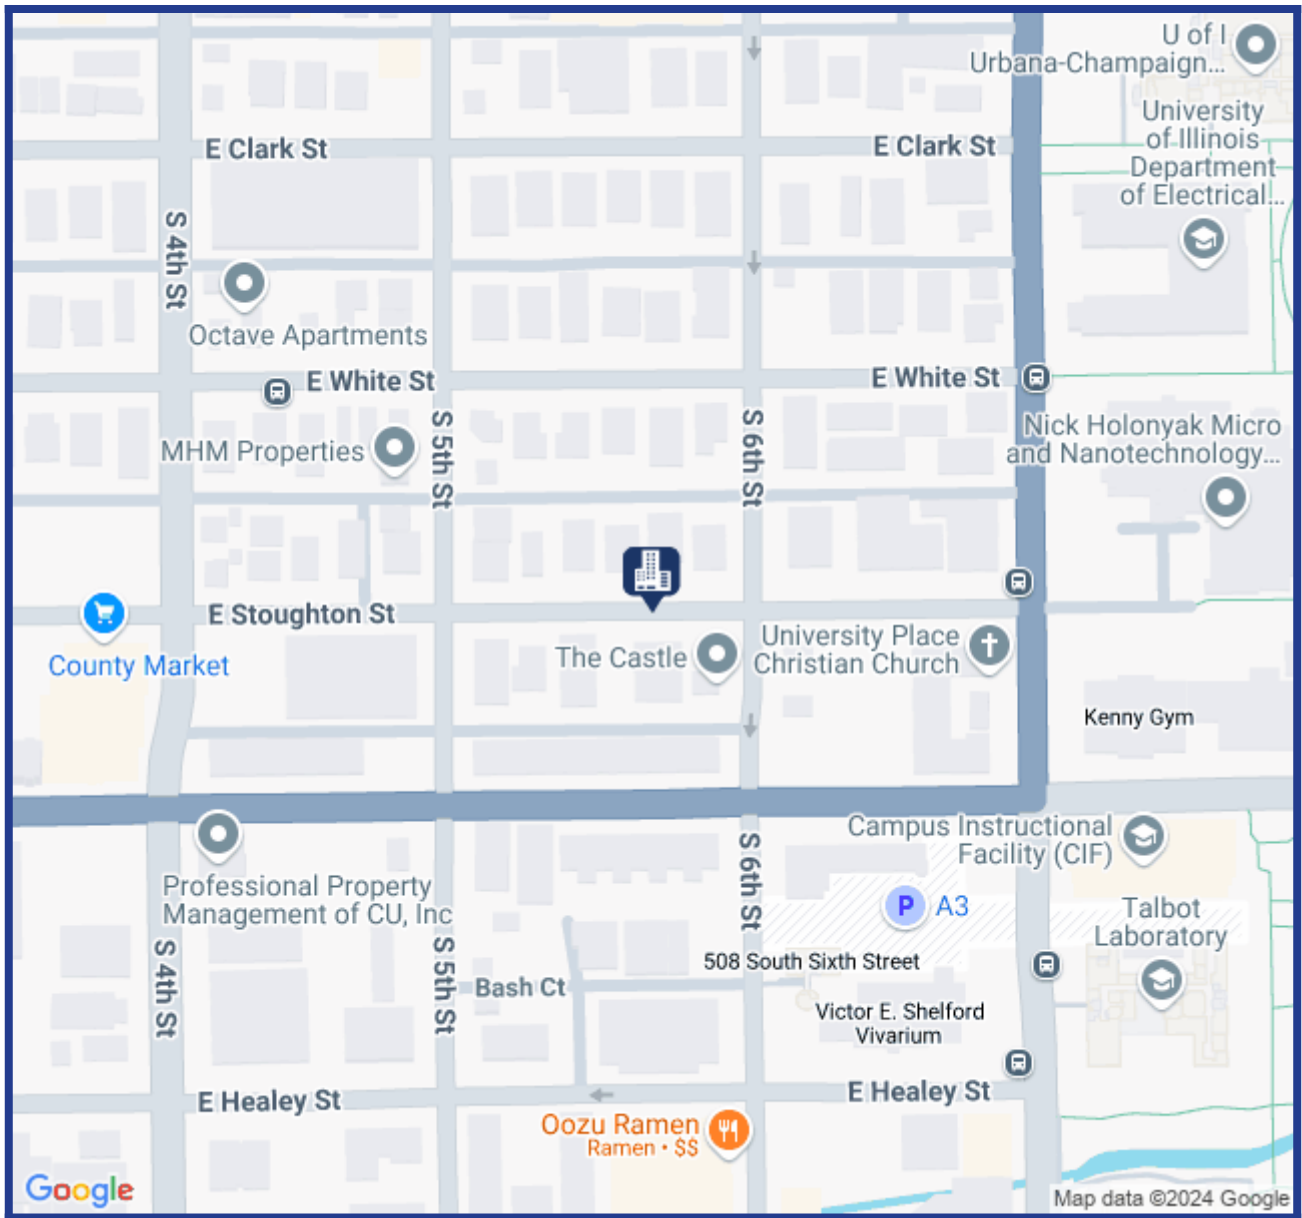 U of I
Urbana-Champaign...
University
of Illinois
Department
of Electrical...
E Clark St
E Clark St
S 4th St
Octave Apartments
E White St
E White St
MHM Properties
S 5th St
S 6th St
Nick Holonyak Micro
and Nanotechnology...
E Stoughton St
County Market
The Castle
University Place
Christian Church
Kenny Gym
Campus Instructional
Facility (CIF)
Professional Property
Management of CU, Inc
S 6th St
P A3
Talbot
Laboratory
S 4th St
S 5th St
508 South Sixth Street
Bash Ct
Victor E. Shelford
Vivarium
E Healey St
E Healey St
Oozu Ramen
Ramen • $$
Google
Map data ©2024 Google